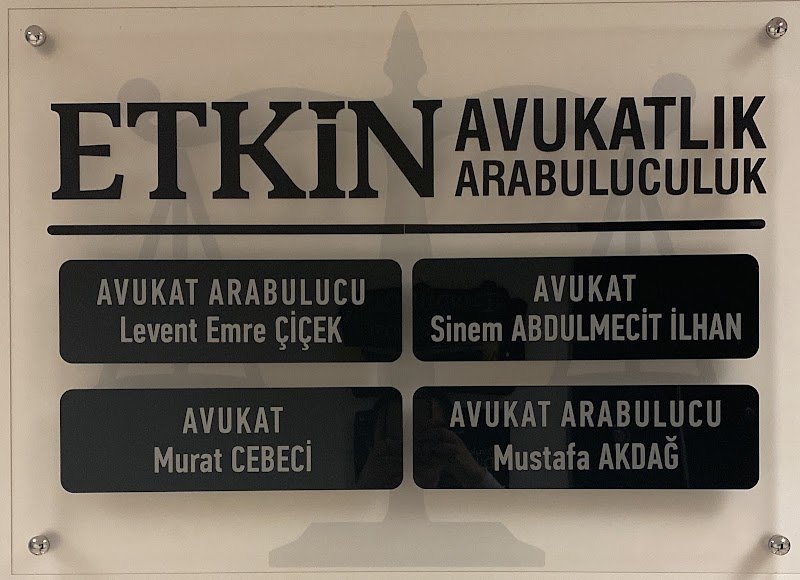 ETKİN AVUKATLIK
ARABULUCULUK
AVUKAT ARABULUCU
Levent Emre ÇİÇEK
AVUKAT
Sinem ABDULMECİT İLHAN
AVUKAT
Murat CEBECİ
AVUKAT ARABULUCU
Mustafa AKDAĞ